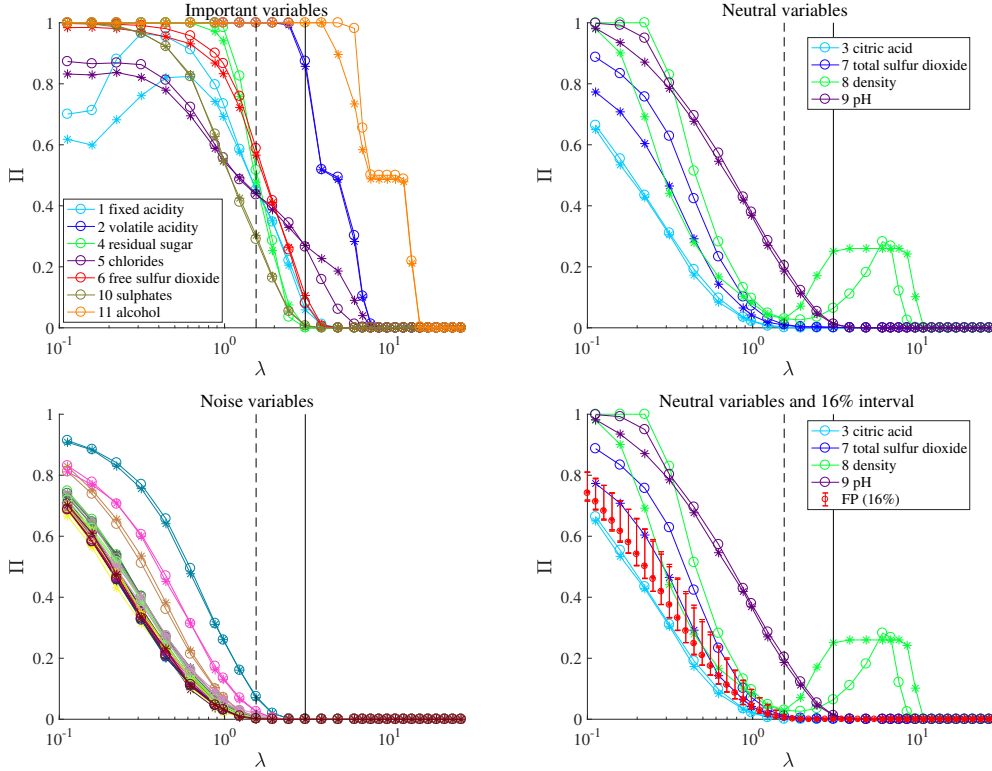 Important variables
1
0.8
0.6
0.4
0.2
0
Π
1 fixed acidity
2 volatile acidity
4 residual sugar
5 chlorides
6 free sulfur dioxide
10 sulphates
11 alcohol
10^-1
10^0
10^1
λ
Neutral variables
1
0.8
0.6
0.4
0.2
0
Π
3 citric acid
7 total sulfur dioxide
8 density
9 pH
10^-1
10^0
10^1
λ
Noise variables
1
0.8
0.6
0.4
0.2
0
Π
10^-1
10^0
10^1
λ
Neutral variables and 16% interval
1
0.8
0.6
0.4
0.2
0
Π
3 citric acid
7 total sulfur dioxide
8 density
9 pH
FP (16%)
10^-1
10^0
10^1
λ